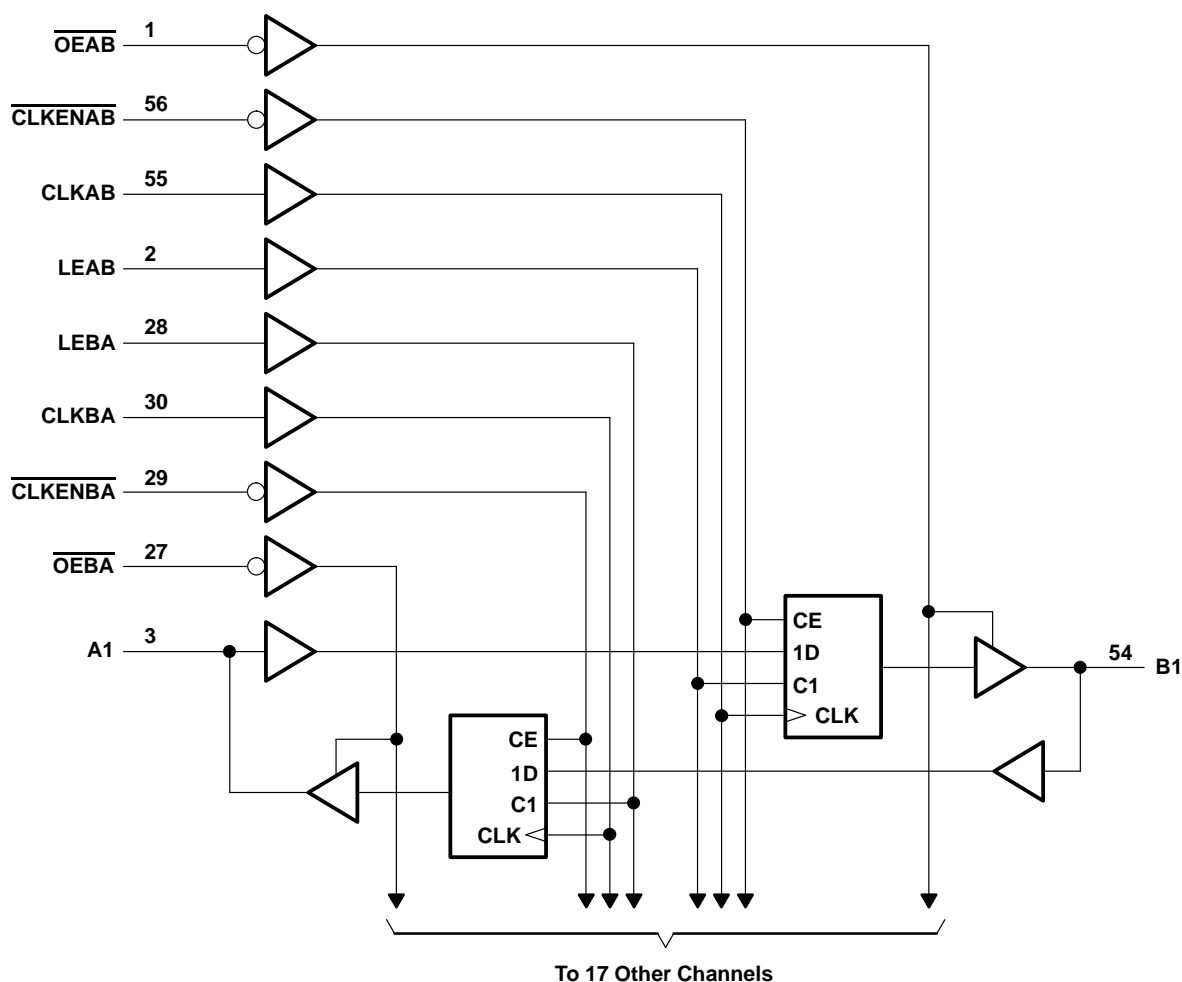 1
OEAB
56
CLKENAB
55
CLKAB
2
LEAB
28
LEBA
30
CLKBA
29
CLKENBA
27
OEBA
3
A1
CE
1D
C1
CLK
54
B1
CE
1D
C1
CLK
To 17 Other Channels